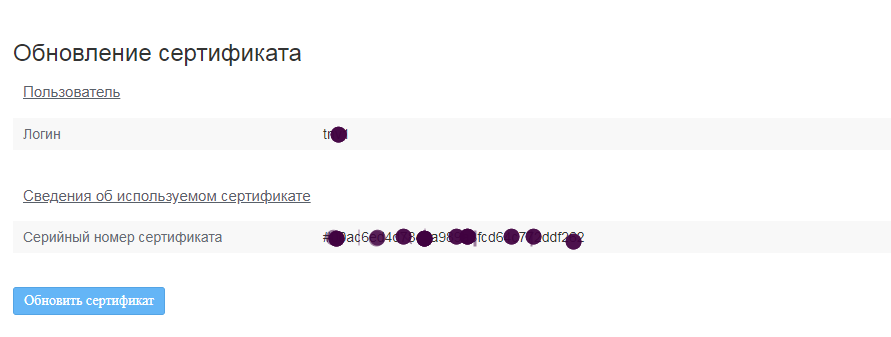 Обновление сертификата
Пользователь
Логин
Сведения об используемом сертификате
Серийный номер сертификата
Обновить сертификат